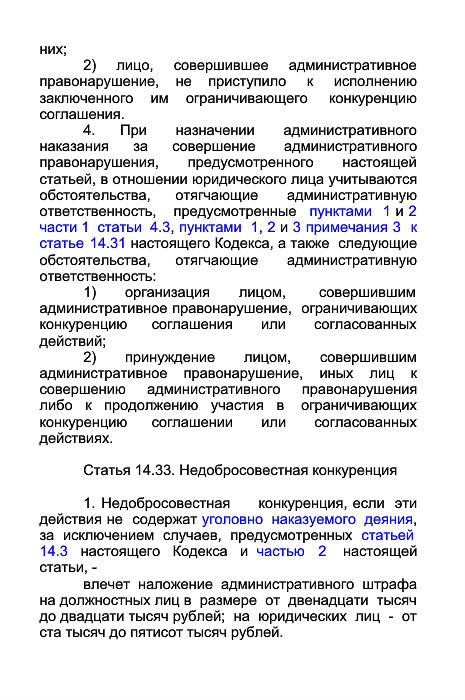 них;
2) лицо, совершившее административное
правонарушение, не приступило к исполнению
заключенного им ограничивающего конкуренцию
соглашения.
4. При назначении административного
наказания за совершение административного
правонарушения, предусмотренного настоящей
статьей, в отношении юридического лица учитываются
обстоятельства, отягчающие административную
ответственность, предусмотренные пунктами 1 и 2
части 1 статьи 4.3, пунктами 1, 2 и 3 примечания 3 к
статье 14.31 настоящего Кодекса, а также следующие
обстоятельства, отягчающие административную
ответственность:
1) организация лицом, совершившим
административное правонарушение, ограничивающих
конкуренцию соглашения или согласованных
действий;
2) принуждение лицом, совершившим
административное правонарушение, иных лиц к
совершению административного правонарушения
либо к продолжению участия в ограничивающих
конкуренцию соглашении или согласованных
действиях.
Статья 14.33. Недобросовестная конкуренция
1. Недобросовестная конкуренция, если эти
действия не содержат уголовно наказуемого деяния,
за исключением случаев, предусмотренных статьей
14.3 настоящего Кодекса и частью 2 настоящей
статьи, -
влечет наложение административного штрафа
на должностных лиц в размере от двенадцати тысяч
до двадцати тысяч рублей; на юридических лиц - от
ста тысяч до пятисот тысяч рублей.